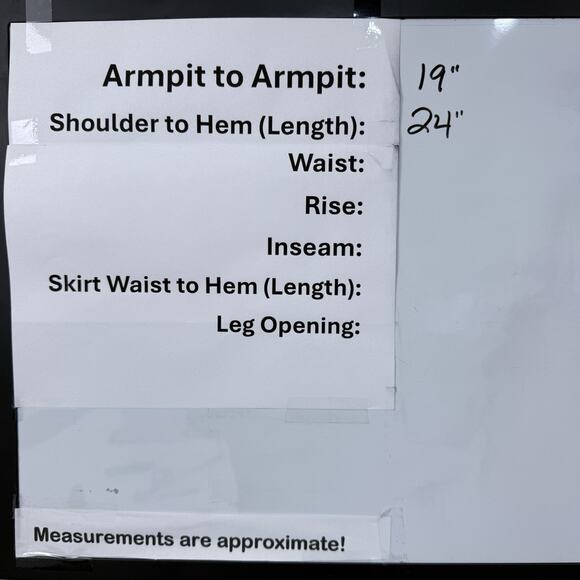 Armpit to Armpit: 19"
Shoulder to Hem (Length): 24"
Waist:
Rise:
Inseam:
Skirt Waist to Hem (Length):
Leg Opening:
Measurements are approximate!